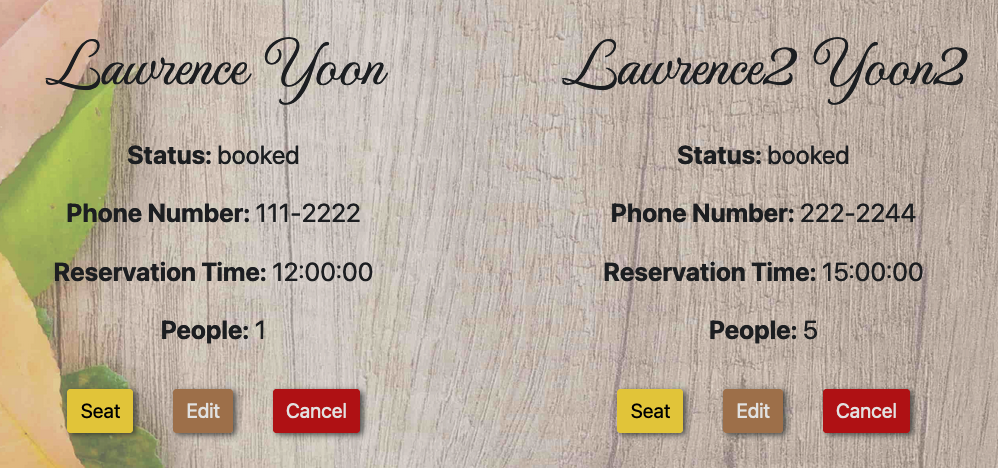 Lawrence Yoon
Status: booked
Phone Number: 111-2222
Reservation Time: 12:00:00
People: 1
Seat
Edit
Cancel
Lawrence2 Yoon2
Status: booked
Phone Number: 222-2244
Reservation Time: 15:00:00
People: 5
Seat
Edit
Cancel